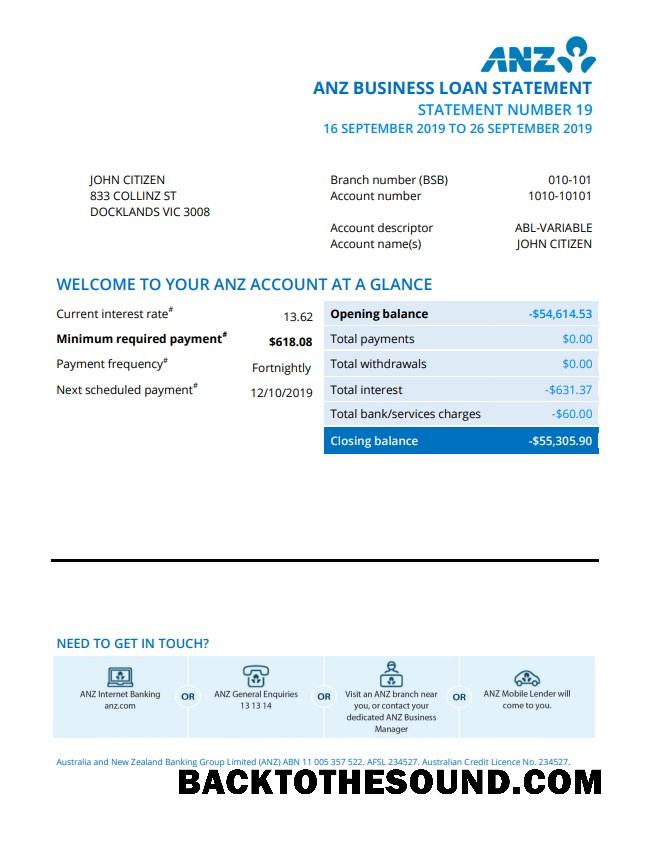 ANZ
ANZ BUSINESS LOAN STATEMENT
STATEMENT NUMBER 19
16 SEPTEMBER 2019 TO 26 SEPTEMBER 2019
JOHN CITIZEN
833 COLLINZ ST
DOCKLANDS VIC 3008
Branch number (BSB) 010-101
Account number 1010-10101
Account descriptor ABL-VARIABLE
Account name(s) JOHN CITIZEN
WELCOME TO YOUR ANZ ACCOUNT AT A GLANCE
Current interest rate# 13.62
Minimum required payment# $618.08
Payment frequency# Fortnightly
Next scheduled payment# 12/10/2019
Opening balance -$54,614.53
Total payments $0.00
Total withdrawals $0.00
Total interest -$631.37
Total bank/services charges -$60.00
Closing balance -$55,305.90
NEED TO GET IN TOUCH?
ANZ Internet Banking
anz.com
OR
ANZ General Enquiries
13 13 14
OR
Visit an ANZ branch near
you, or contact your
dedicated ANZ Business
Manager
OR
ANZ Mobile Lender will
come to you.
Australia and New Zealand Banking Group Limited (ANZ) ABN 11 005 357 522. AFSL 234527. Australian Credit Licence No. 234527.
BACKTOTHESOUND.COM